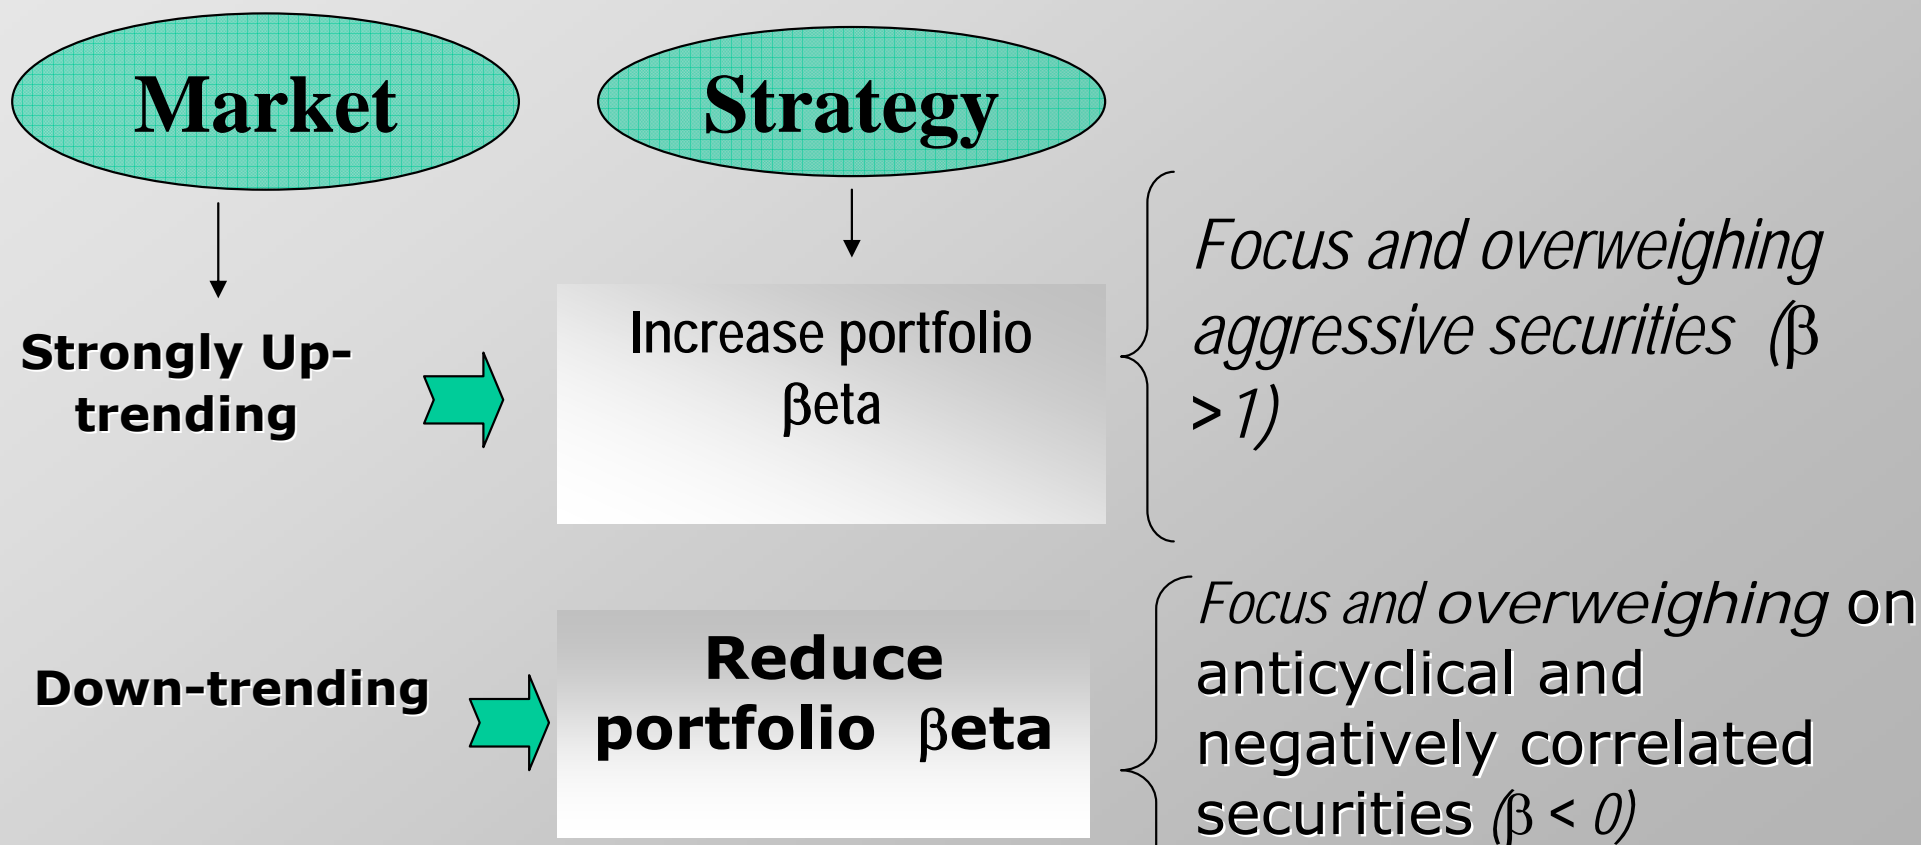 Market
Strategy
Strongly Up-
trending
Increase portfolio
βeta
Focus and overweighing
aggressive securities (β
>1)
Down-trending
Reduce
portfolio βeta
Focus and overweighing on
anticyclical and
negatively correlated
securities (β < 0)